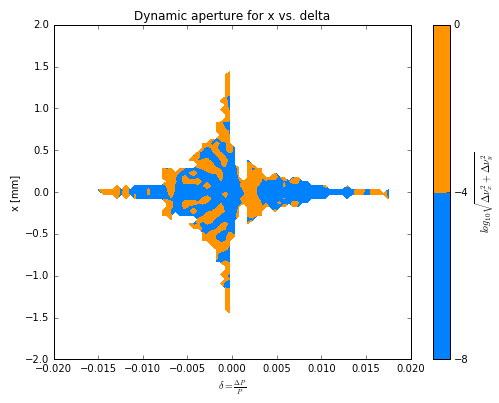 Dynamic aperture for x vs. delta
2.0
1.5
1.0
0.5
0.0
−0.5
−1.0
−1.5
−2.0
x [mm]
−0.020 −0.015 −0.010 −0.005 0.000 0.005 0.010 0.015 0.020
δ = ΔP/P
0
−4
−8
log₁₀√(Δν²ₓ + Δν²ᵧ)